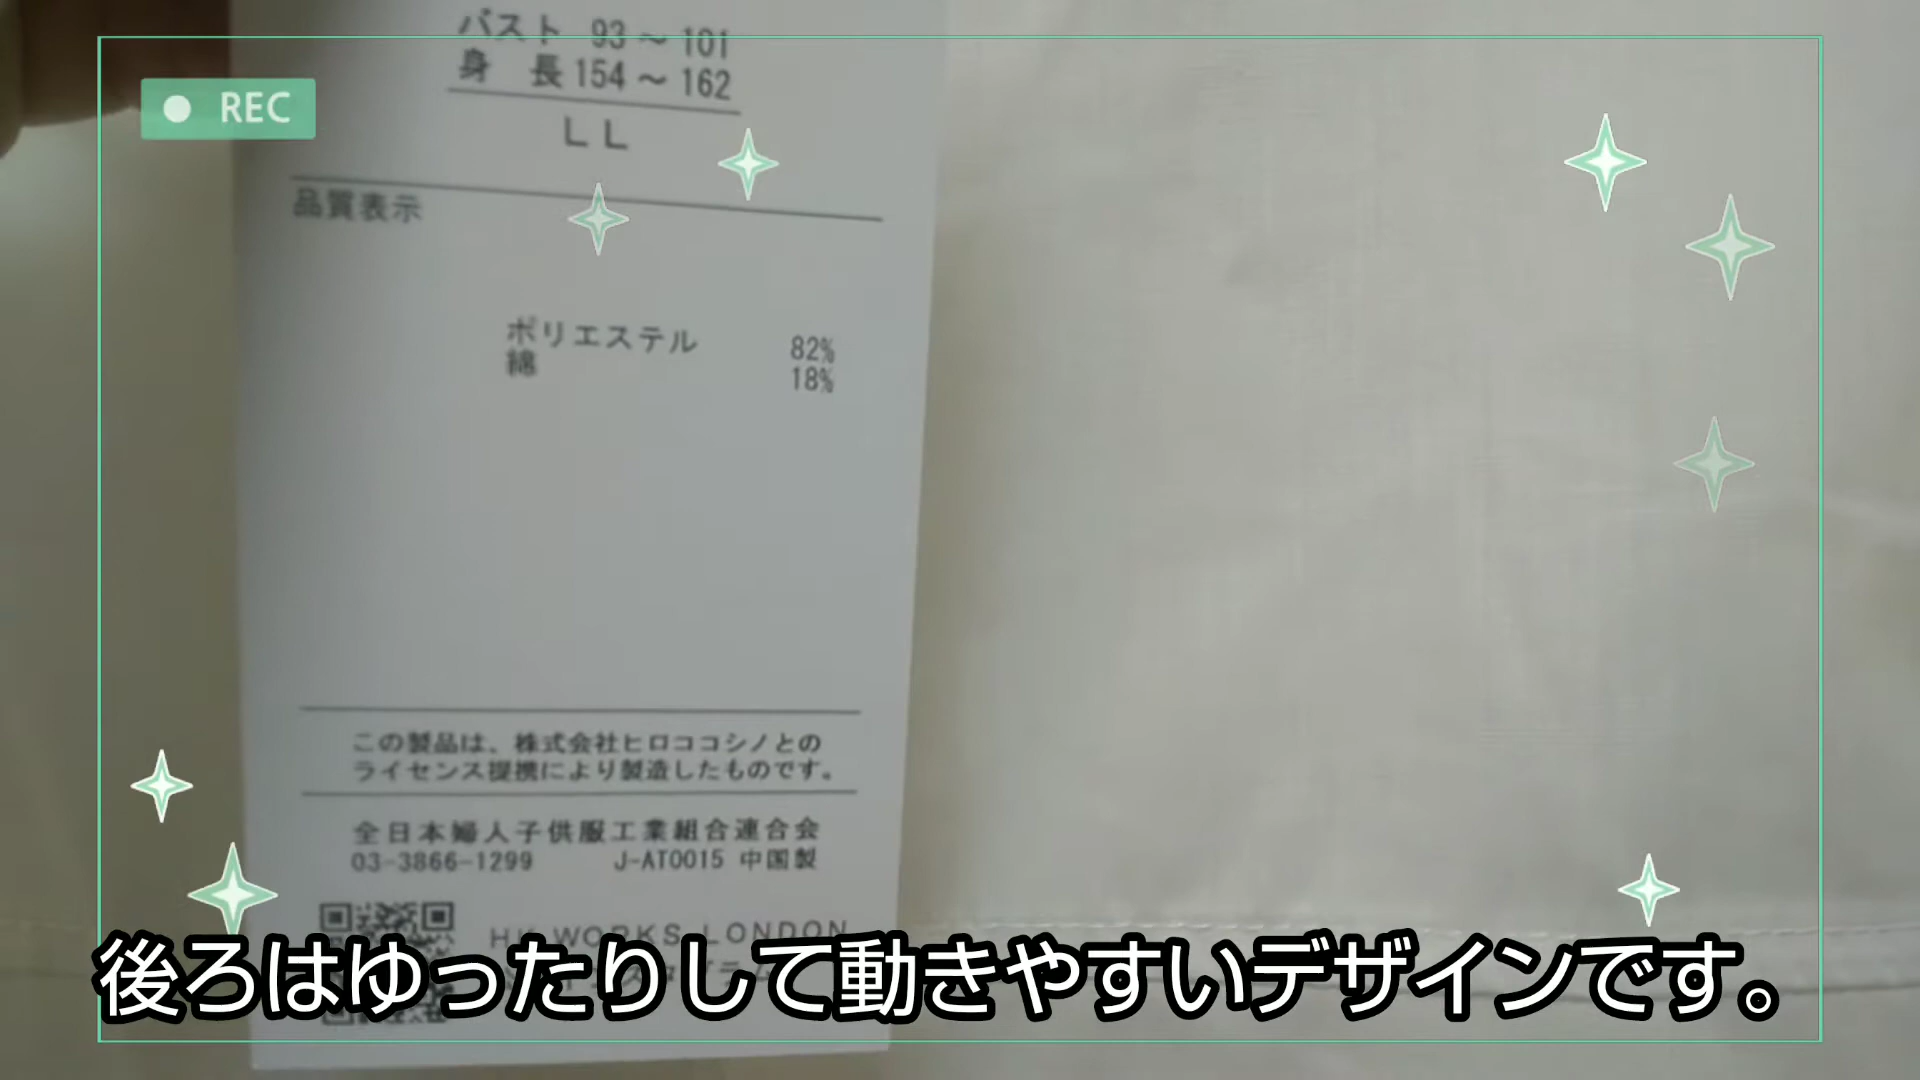 バスト 93 ~ 101
身 長 154 ~ 162
REC
LL
品質表示
ポリエステル 82%
綿 18%
この製品は、株式会社ヒロココシノとの
ライセンス提携により製造したものです。
全日本婦人子供服工業組合連合会
03-3866-1299 J-AT0015 中国製
HK WORKS LONDON
後ろはゆったりして動きやすいデザインです。